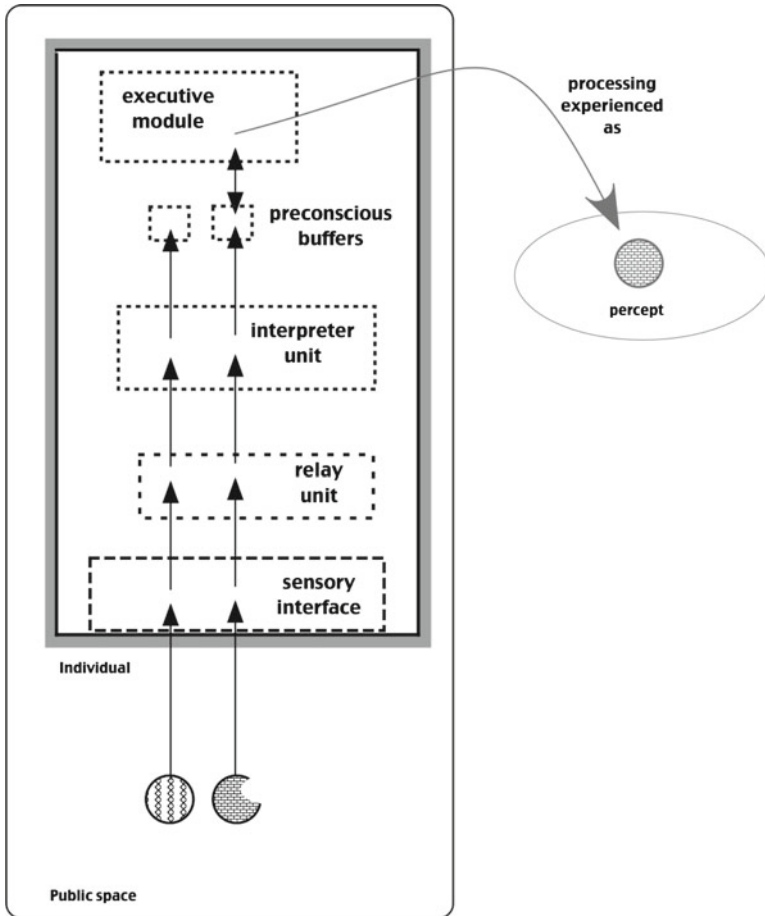 executive
module
processing
experienced
as
preconscious
buffers
percept
interpreter
unit
relay
unit
sensory
interface
Individual
Public space